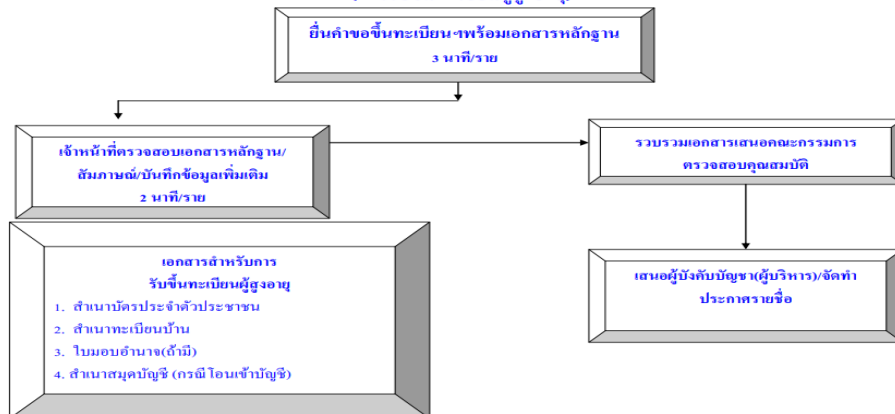 ยื่นคำขอขึ้นทะเบียนฯพร้อมเอกสารหลักฐาน
3 นาที/ราย
เจ้าหน้าที่ตรวจสอบเอกสารหลักฐาน/
สัมภาษณ์/บันทึกข้อมูลเพิ่มเติม
2 นาที/ราย
รวบรวมเอกสารเสนอคณะกรรมการ
ตรวจสอบคุณสมบัติ
เสนอผู้บังคับบัญชา(ผู้บริหาร)/จัดทำ
ประกาศรายชื่อ
เอกสารสำหรับการ
รับขึ้นทะเบียนผู้สูงอายุ
1. สำเนาบัตรประจำตัวประชาชน
2. สำเนาทะเบียนบ้าน
3. ใบมอบอำนาจ(ถ้ามี)
4. สำเนาสมุดบัญชี (กรณีโอนเข้าบัญชี)